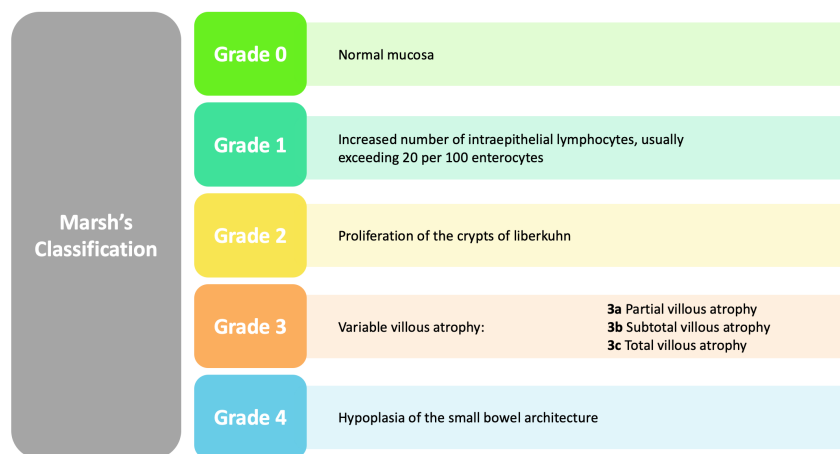 Marsh's
Classification
Grade 0
Normal mucosa
Grade 1
Increased number of intraepithelial lymphocytes, usually
exceeding 20 per 100 enterocytes
Grade 2
Proliferation of the crypts of liberkuhn
Grade 3
Variable villous atrophy:
3a Partial villous atrophy
3b Subtotal villous atrophy
3c Total villous atrophy
Grade 4
Hypoplasia of the small bowel architecture